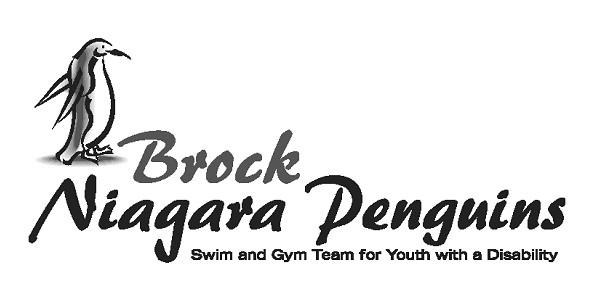 Brock
Niagara Penguins
Swim and Gym Team for Youth with a Disability